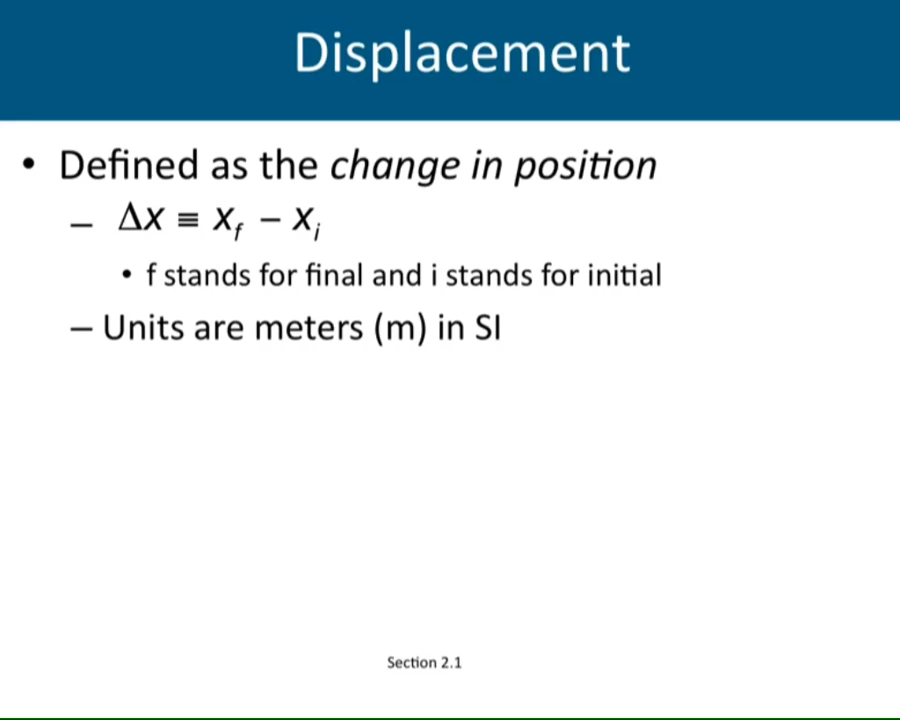 Displacement
• Defined as the change in position
– Δx ≡ x_f – x_i
• f stands for final and i stands for initial
– Units are meters (m) in SI
Section 2.1